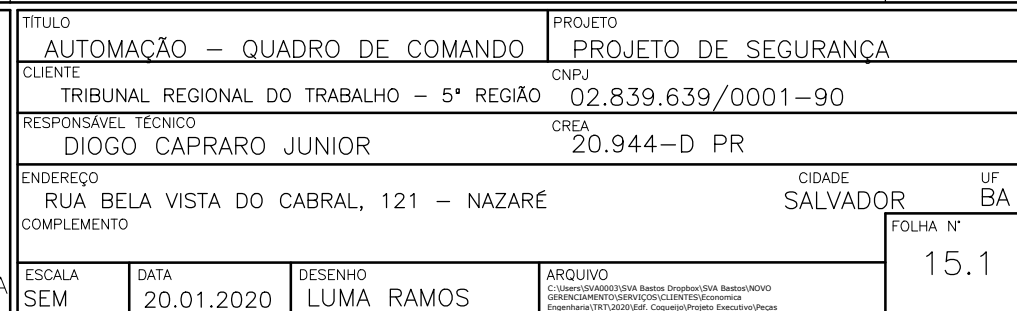 TÍTULO PROJETO
AUTOMAÇÃO – QUADRO DE COMANDO PROJETO DE SEGURANÇA
CLIENTE CNPJ
TRIBUNAL REGIONAL DO TRABALHO – 5ª REGIÃO 02.839.639/0001–90
RESPONSÁVEL TÉCNICO CREA
DIOGO CAPRARO JUNIOR 20.944–D PR
ENDEREÇO CIDADE UF
RUA BELA VISTA DO CABRAL, 121 – NAZARÉ SALVADOR BA
COMPLEMENTO FOLHA N°
15.1
ESCALA DATA DESENHO ARQUIVO
SEM 20.01.2020 LUMA RAMOS
C:\Users\SVA0003\SVA Bastos Dropbox\SVA Bastos\NOVO
GERENCIAMENTO\SERVIÇOS\CLIENTES\Economica
Engenharia\TRT\2020\Edf. Coqueijo\Projeto Executivo\Peças